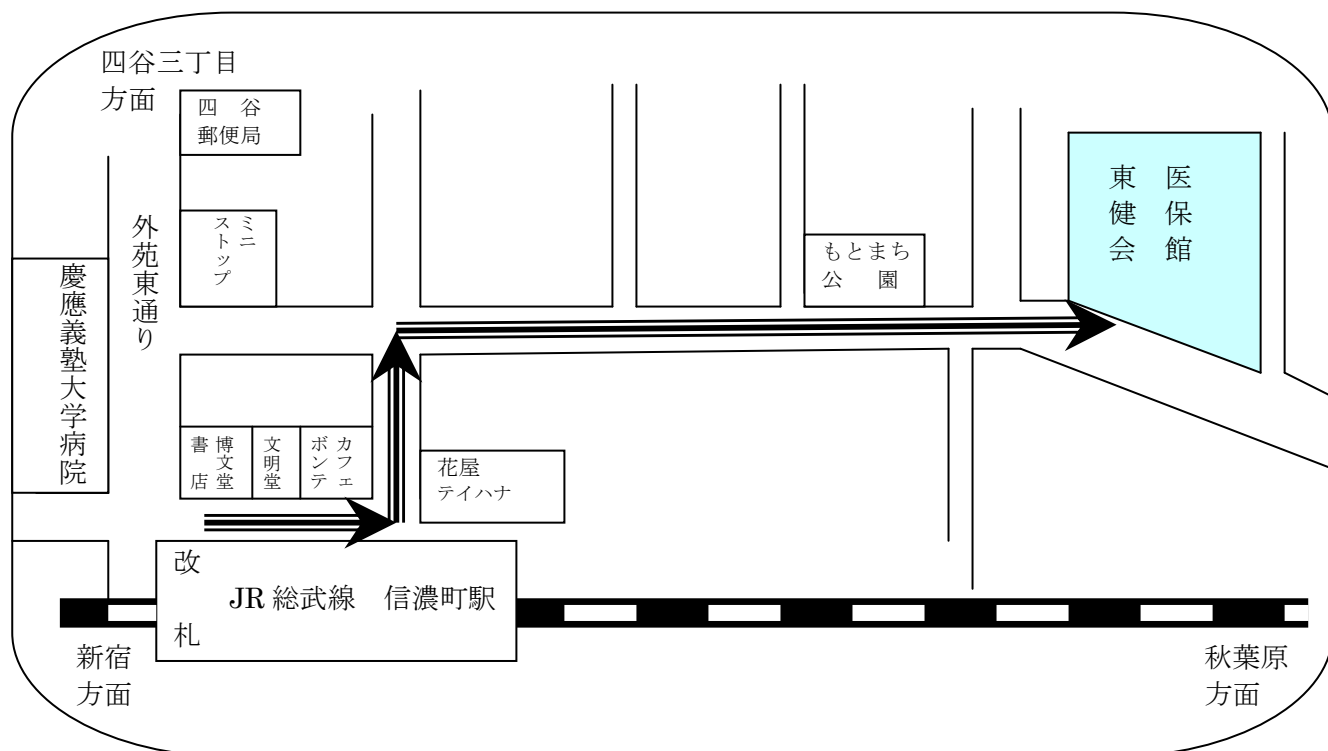 四谷三丁目
方面
四 谷
郵便局
外苑東通り
ミニ
ストップ
慶應義塾大学病院
もとまち
公 園
東 医
健 保
会 館
博文堂
書 店
文明堂
カフェ
ボンテ
花屋
テイハナ
改 札
JR 総武線 信濃町駅
新宿
方面
秋葉原
方面